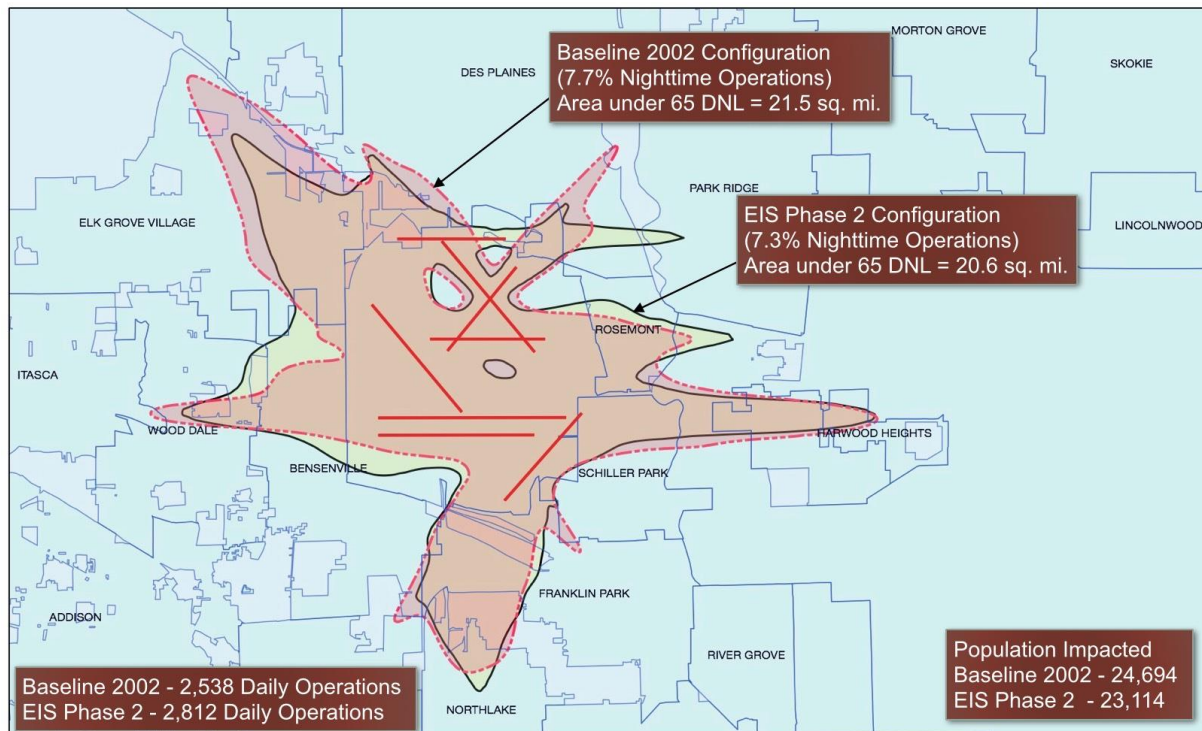 MORTON GROVE
SKOKIE
DES PLAINES
Baseline 2002 Configuration
(7.7% Nighttime Operations)
Area under 65 DNL = 21.5 sq. mi.
PARK RIDGE
LINCOLNWOOD
ELK GROVE VILLAGE
EIS Phase 2 Configuration
(7.3% Nighttime Operations)
Area under 65 DNL = 20.6 sq. mi.
ROSEMONT
ITASCA
WOOD DALE
HARWOOD HEIGHTS
BENSENVILLE
SCHILLER PARK
FRANKLIN PARK
ADDISON
RIVER GROVE
NORTHLAKE
Baseline 2002 - 2,538 Daily Operations
EIS Phase 2 - 2,812 Daily Operations
Population Impacted
Baseline 2002 - 24,694
EIS Phase 2 - 23,114